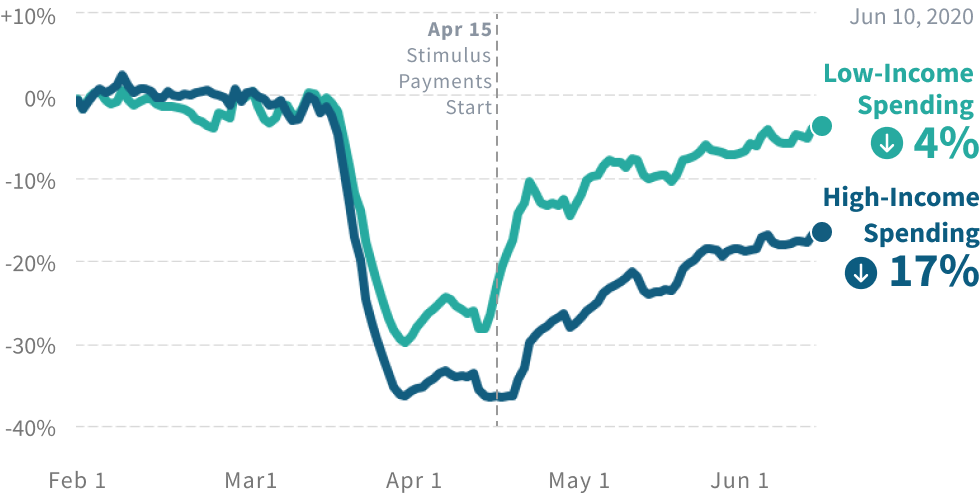 +10%
0%
-10%
-20%
-30%
-40%
Apr 15
Stimulus
Payments
Start
Jun 10, 2020
Low-Income
Spending
4%
High-Income
Spending
17%
Feb 1
Mar1
Apr 1
May 1
Jun 1